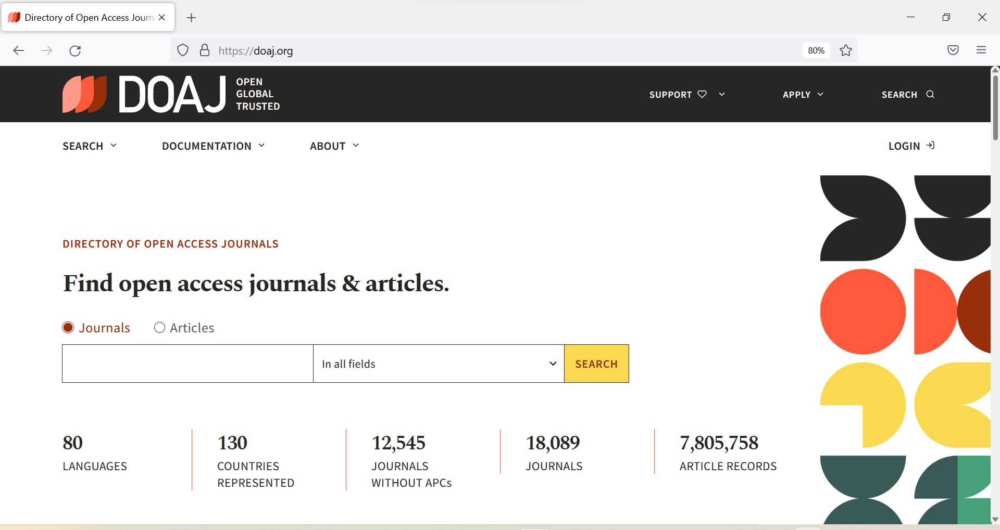 Directory of Open Access Journ
https://doaj.org
80%
DOAJ
OPEN
GLOBAL
TRUSTED
SUPPORT
APPLY
SEARCH
SEARCH
DOCUMENTATION
ABOUT
LOGIN
DIRECTORY OF OPEN ACCESS JOURNALS
Find open access journals & articles.
Journals
Articles
In all fields
SEARCH
80
LANGUAGES
130
COUNTRIES
REPRESENTED
12,545
JOURNALS
WITHOUT APCs
18,089
JOURNALS
7,805,758
ARTICLE RECORDS